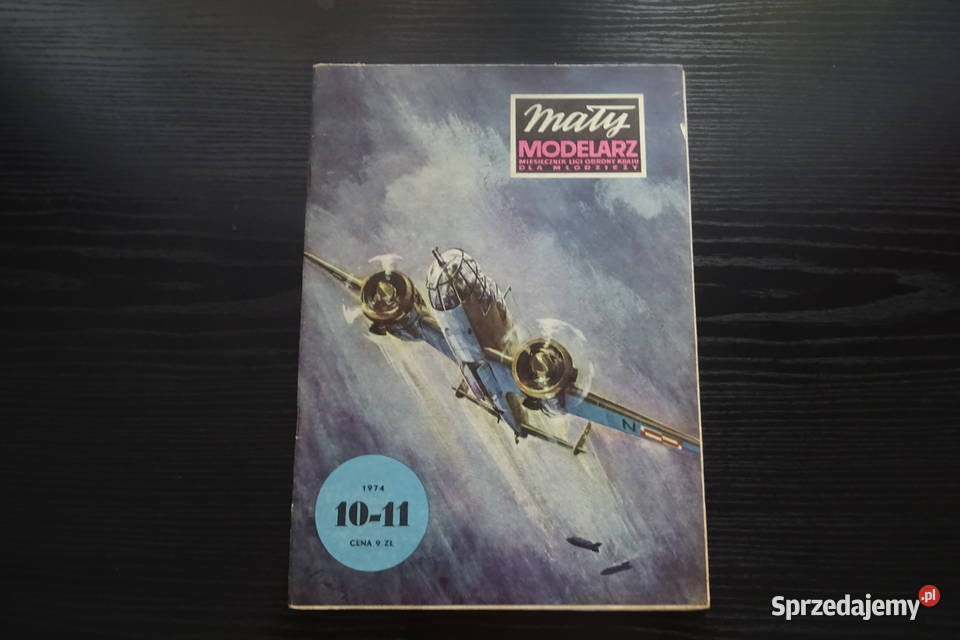 Mały
MODELARZ
MIESIĘCZNIK LIGI OBRONY KRAJU
DLA MŁODZIEŻY
N
1974
10-11
CENA 9 ZŁ
Sprzedajemy.pl